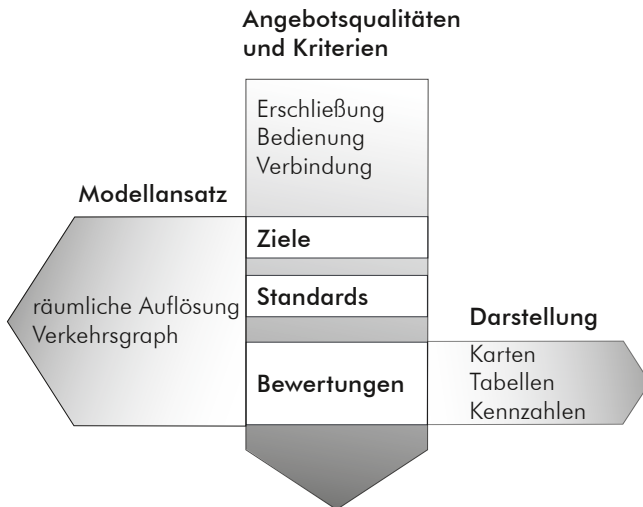 Angebotsqualitäten
und Kriterien
Erschließung
Bedienung
Verbindung
Modellansatz
Ziele
räumliche Auflösung
Verkehrsgraph
Standards
Darstellung
Bewertungen
Karten
Tabellen
Kennzahlen